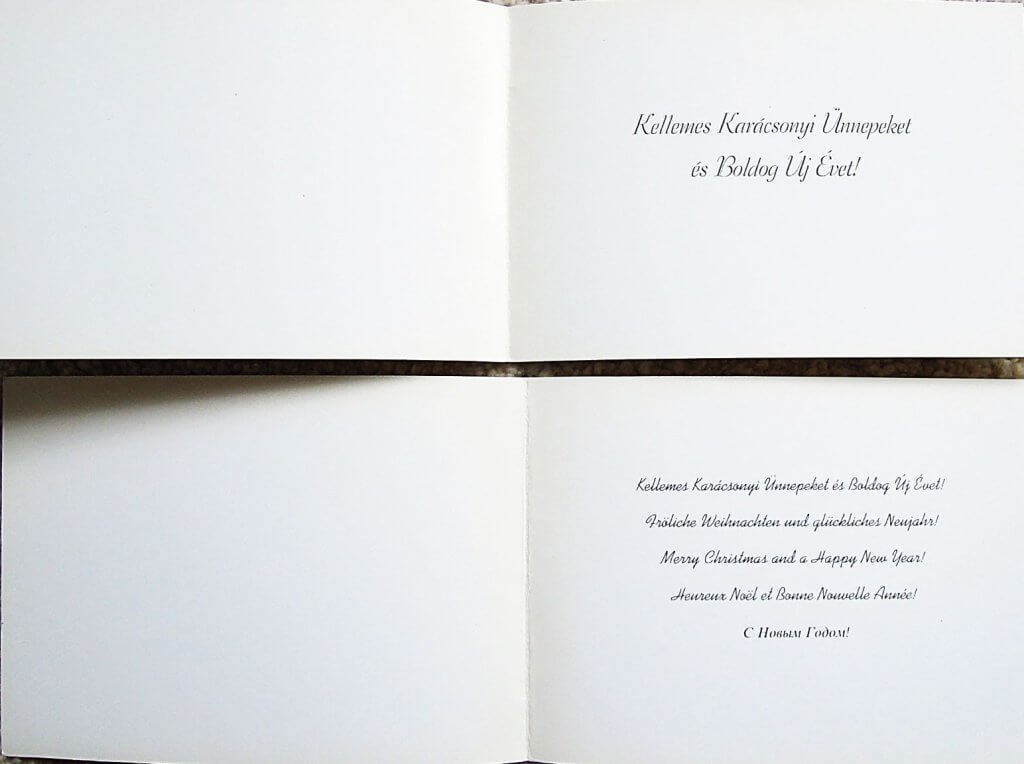 Kellemes Karácsonyi Ünnepeket
és Boldog Új Évet!
Kellemes Karácsonyi Ünnepeket és Boldog Új Évet!
Fröliche Weihnachten und glückliches Neujahr!
Merry Christmas and a Happy New Year!
Heureux Noël et Bonne Nouvelle Année!
С Новым Годом!